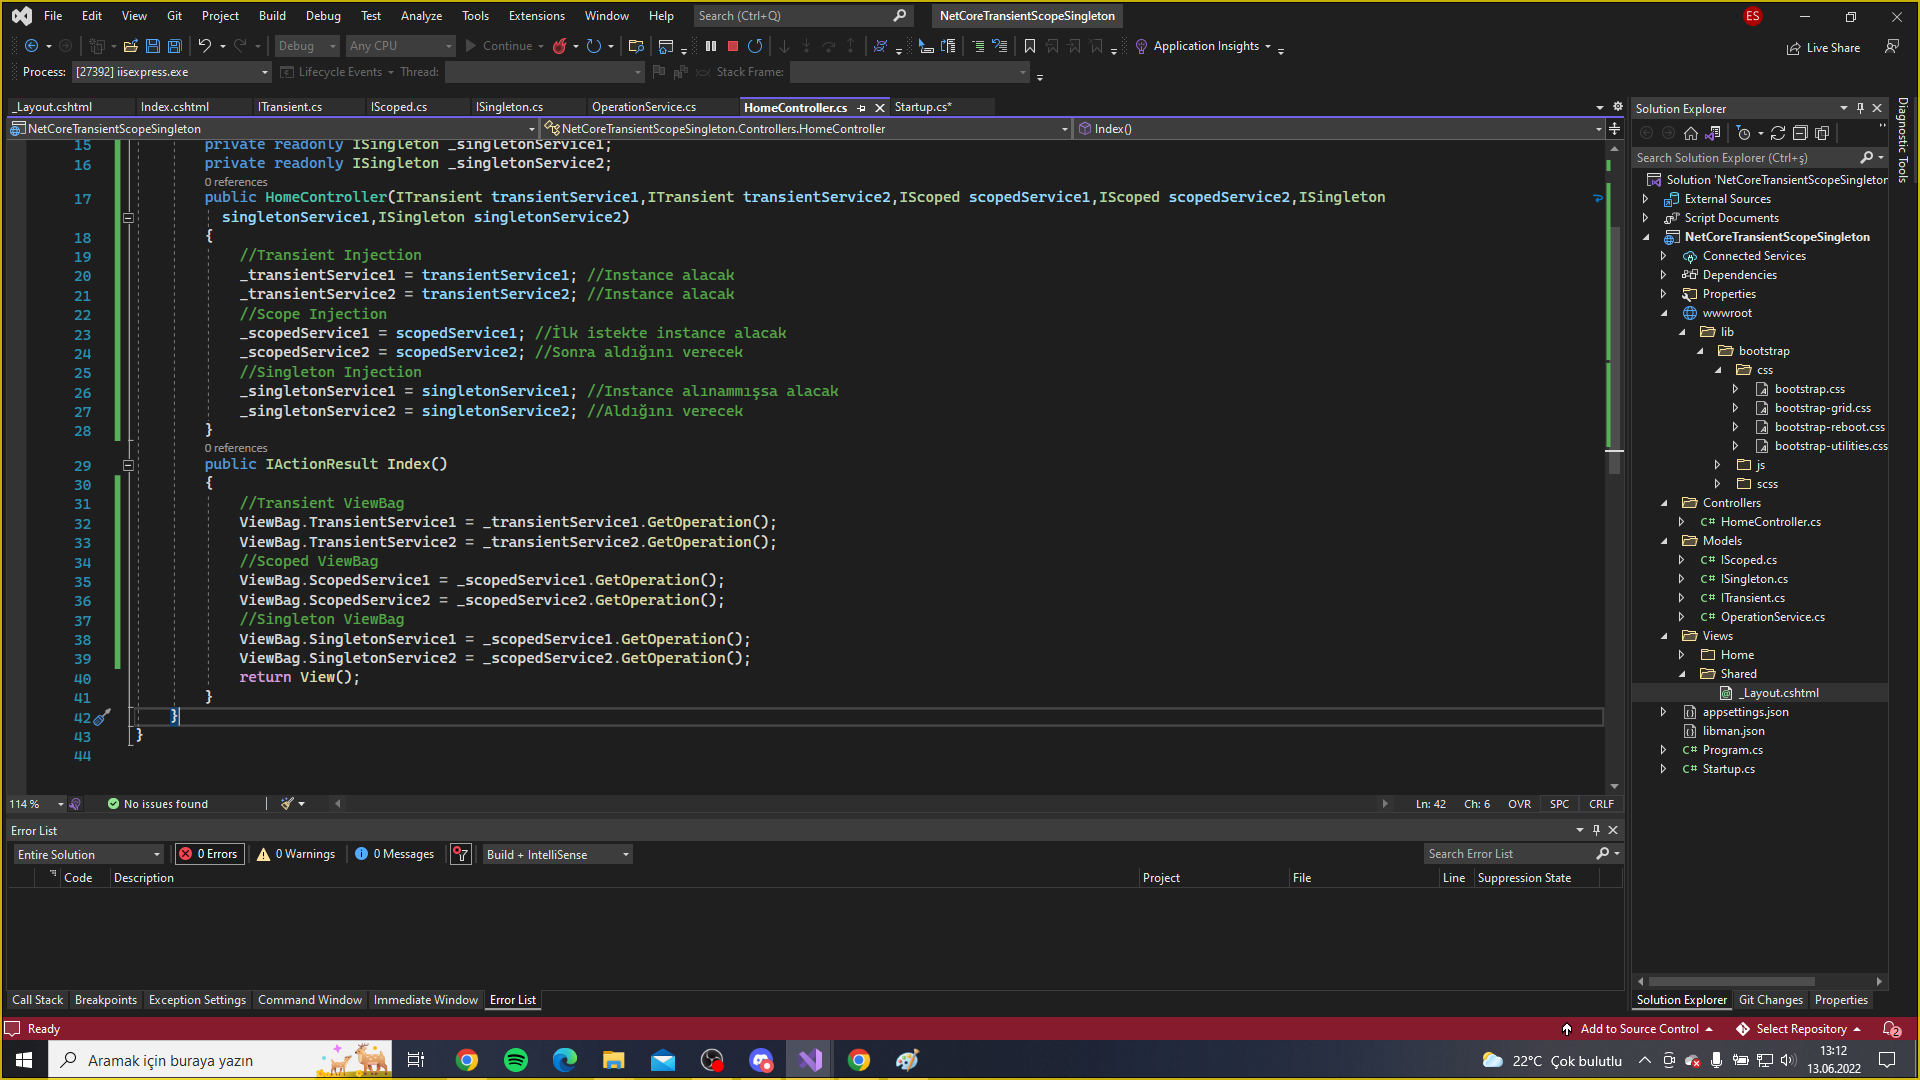 File Edit View Git Project Build Debug Test Analyze Tools Extensions Window Help Search (Ctrl+Q) NetCoreTransientScopeSingleton ES
Debug Any CPU Continue Application Insights Live Share
Process: [27392] iisexpress.exe Lifecycle Events Thread: Stack Frame:
_Layout.cshtml Index.cshtml ITransient.cs IScoped.cs ISingleton.cs OperationService.cs HomeController.cs Startup.cs*
NetCoreTransientScopeSingleton NetCoreTransientScopeSingleton.Controllers.HomeController Index()
15 private readonly ISingleton _singletonService1;
16 private readonly ISingleton _singletonService2;
0 references
17 public HomeController(ITransient transientService1,ITransient transientService2,IScoped scopedService1,IScoped scopedService2,ISingleton
singletonService1,ISingleton singletonService2)
18 {
19 //Transient Injection
20 _transientService1 = transientService1; //Instance alacak
21 _transientService2 = transientService2; //Instance alacak
22 //Scope Injection
23 _scopedService1 = scopedService1; //İlk istekte instance alacak
24 _scopedService2 = scopedService2; //Sonra aldığını verecek
25 //Singleton Injection
26 _singletonService1 = singletonService1; //Instance alınammışsa alacak
27 _singletonService2 = singletonService2; //Aldığını verecek
28 }
0 references
29 public IActionResult Index()
30 {
31 //Transient ViewBag
32 ViewBag.TransientService1 = _transientService1.GetOperation();
33 ViewBag.TransientService2 = _transientService2.GetOperation();
34 //Scoped ViewBag
35 ViewBag.ScopedService1 = _scopedService1.GetOperation();
36 ViewBag.ScopedService2 = _scopedService2.GetOperation();
37 //Singleton ViewBag
38 ViewBag.SingletonService1 = _scopedService1.GetOperation();
39 ViewBag.SingletonService2 = _scopedService2.GetOperation();
40 return View();
41 }
42 }
43 }
44
114 % No issues found Ln: 42 Ch: 6 OVR SPC CRLF
Error List
Entire Solution 0 Errors 0 Warnings 0 Messages Build + IntelliSense Search Error List
Code Description Project File Line Suppression State
Call Stack Breakpoints Exception Settings Command Window Immediate Window Error List
Solution Explorer
Search Solution Explorer (Ctrl+ş)
Solution 'NetCoreTransientScopeSingleton
External Sources
Script Documents
NetCoreTransientScopeSingleton
Connected Services
Dependencies
Properties
wwwroot
lib
bootstrap
css
bootstrap.css
bootstrap-grid.css
bootstrap-reboot.css
bootstrap-utilities.css
js
scss
Controllers
C# HomeController.cs
Models
C# IScoped.cs
C# ISingleton.cs
C# ITransient.cs
C# OperationService.cs
Views
Home
Shared
_Layout.cshtml
appsettings.json
libman.json
C# Program.cs
C# Startup.cs
Solution Explorer Git Changes Properties
Diagnostic Tools
Ready Add to Source Control Select Repository 2
Aramak için buraya yazın 22°C Çok bulutlu 13:12
13.06.2022